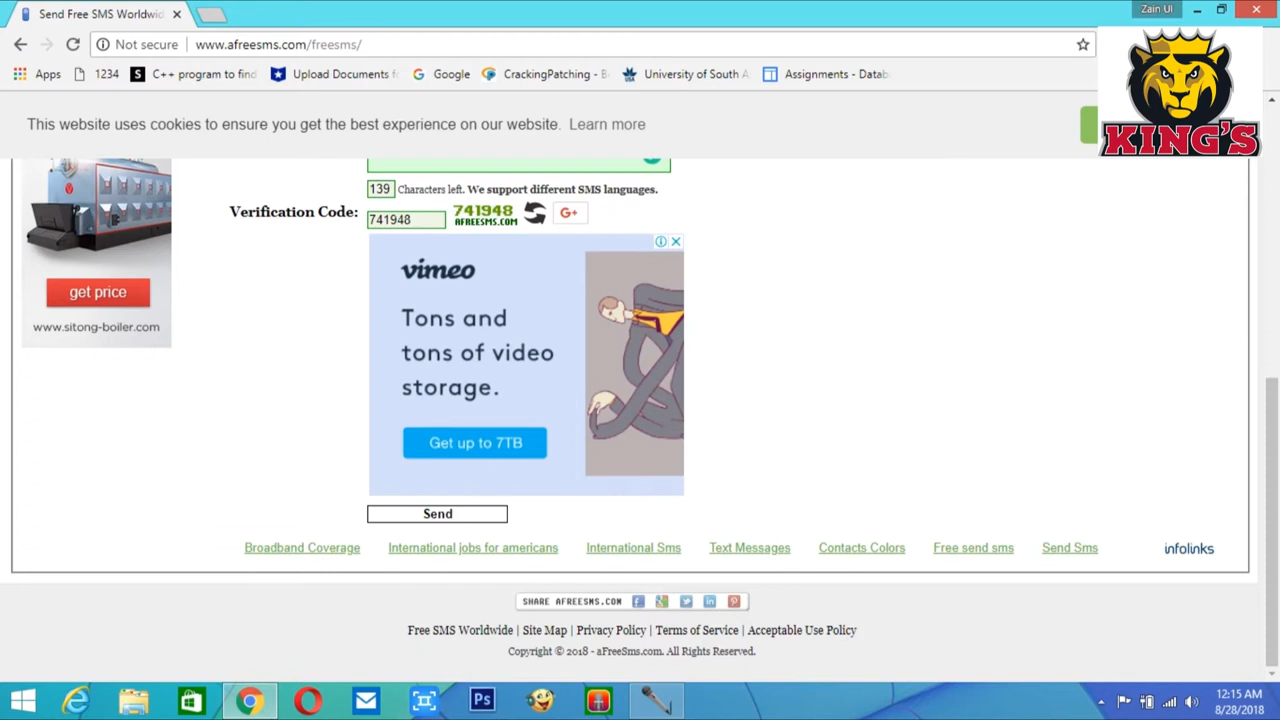 Send Free SMS Worldwid
Zain Ul
Not secure www.afreesms.com/freesms/
Apps 1234 C++ program to find Upload Documents fo Google CrackingPatching - B University of South A Assignments - Datab
KING'S
This website uses cookies to ensure you get the best experience on our website. Learn more
139 Characters left. We support different SMS languages.
Verification Code: 741948 741948 G+
AFREESMS.COM
get price
www.sitong-boiler.com
vimeo
Tons and
tons of video
storage.
Get up to 7TB
Send
Broadband Coverage International jobs for americans International Sms Text Messages Contacts Colors Free send sms Send Sms infolinks
SHARE AFREESMS.COM
Free SMS Worldwide | Site Map | Privacy Policy | Terms of Service | Acceptable Use Policy
Copyright © 2018 - aFreeSms.com. All Rights Reserved.
Ps
12:15 AM
8/28/2018